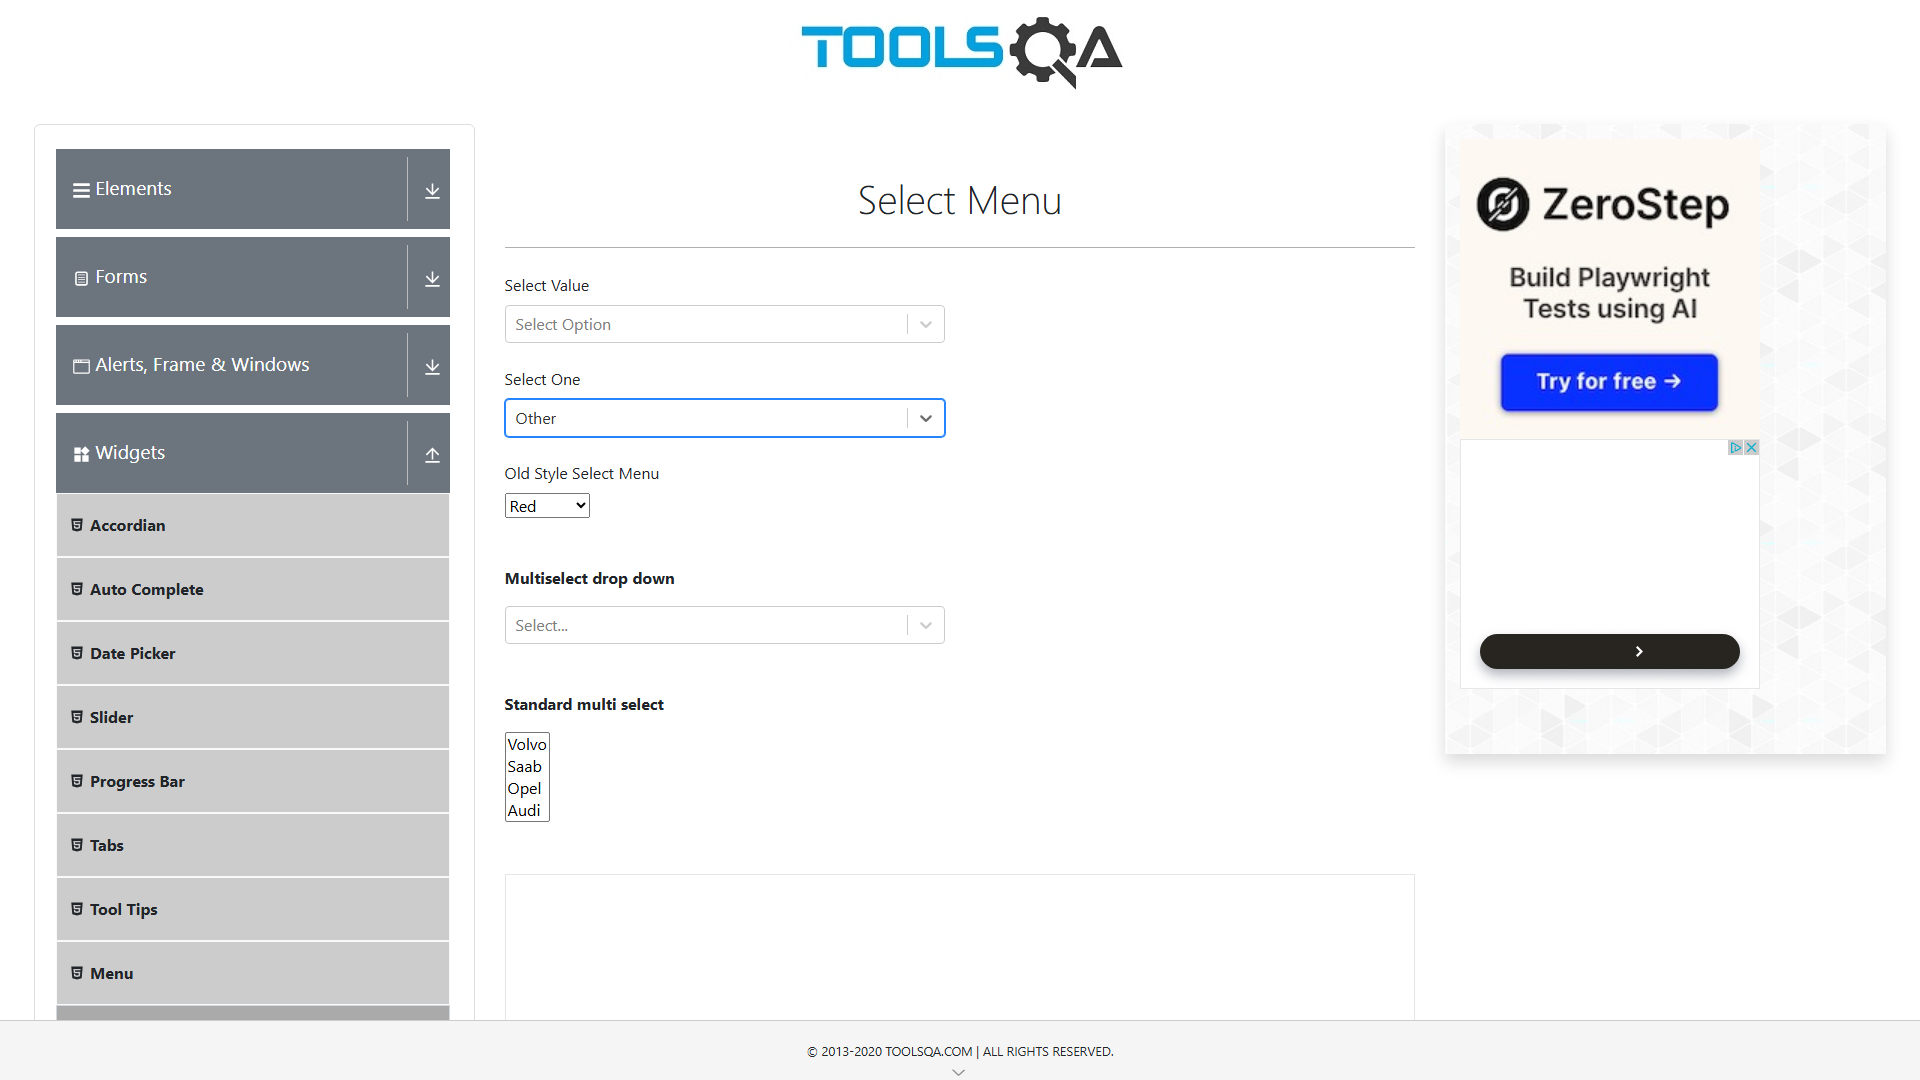 TOOLSQA
Elements
Forms
Alerts, Frame & Windows
Widgets
Accordian
Auto Complete
Date Picker
Slider
Progress Bar
Tabs
Tool Tips
Menu
Select Menu
Select Value
Select Option
Select One
Other
Old Style Select Menu
Red
Multiselect drop down
Select...
Standard multi select
Volvo
Saab
Opel
Audi
ZeroStep
Build Playwright
Tests using AI
Try for free →
© 2013-2020 TOOLSQA.COM | ALL RIGHTS RESERVED.